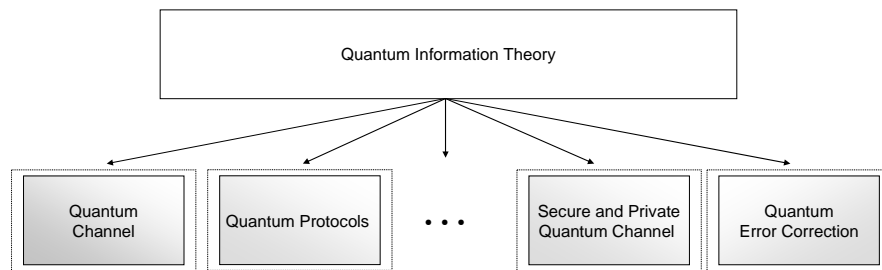 Quantum Information Theory
Quantum
Channel
Quantum Protocols
• • •
Secure and Private
Quantum Channel
Quantum
Error Correction